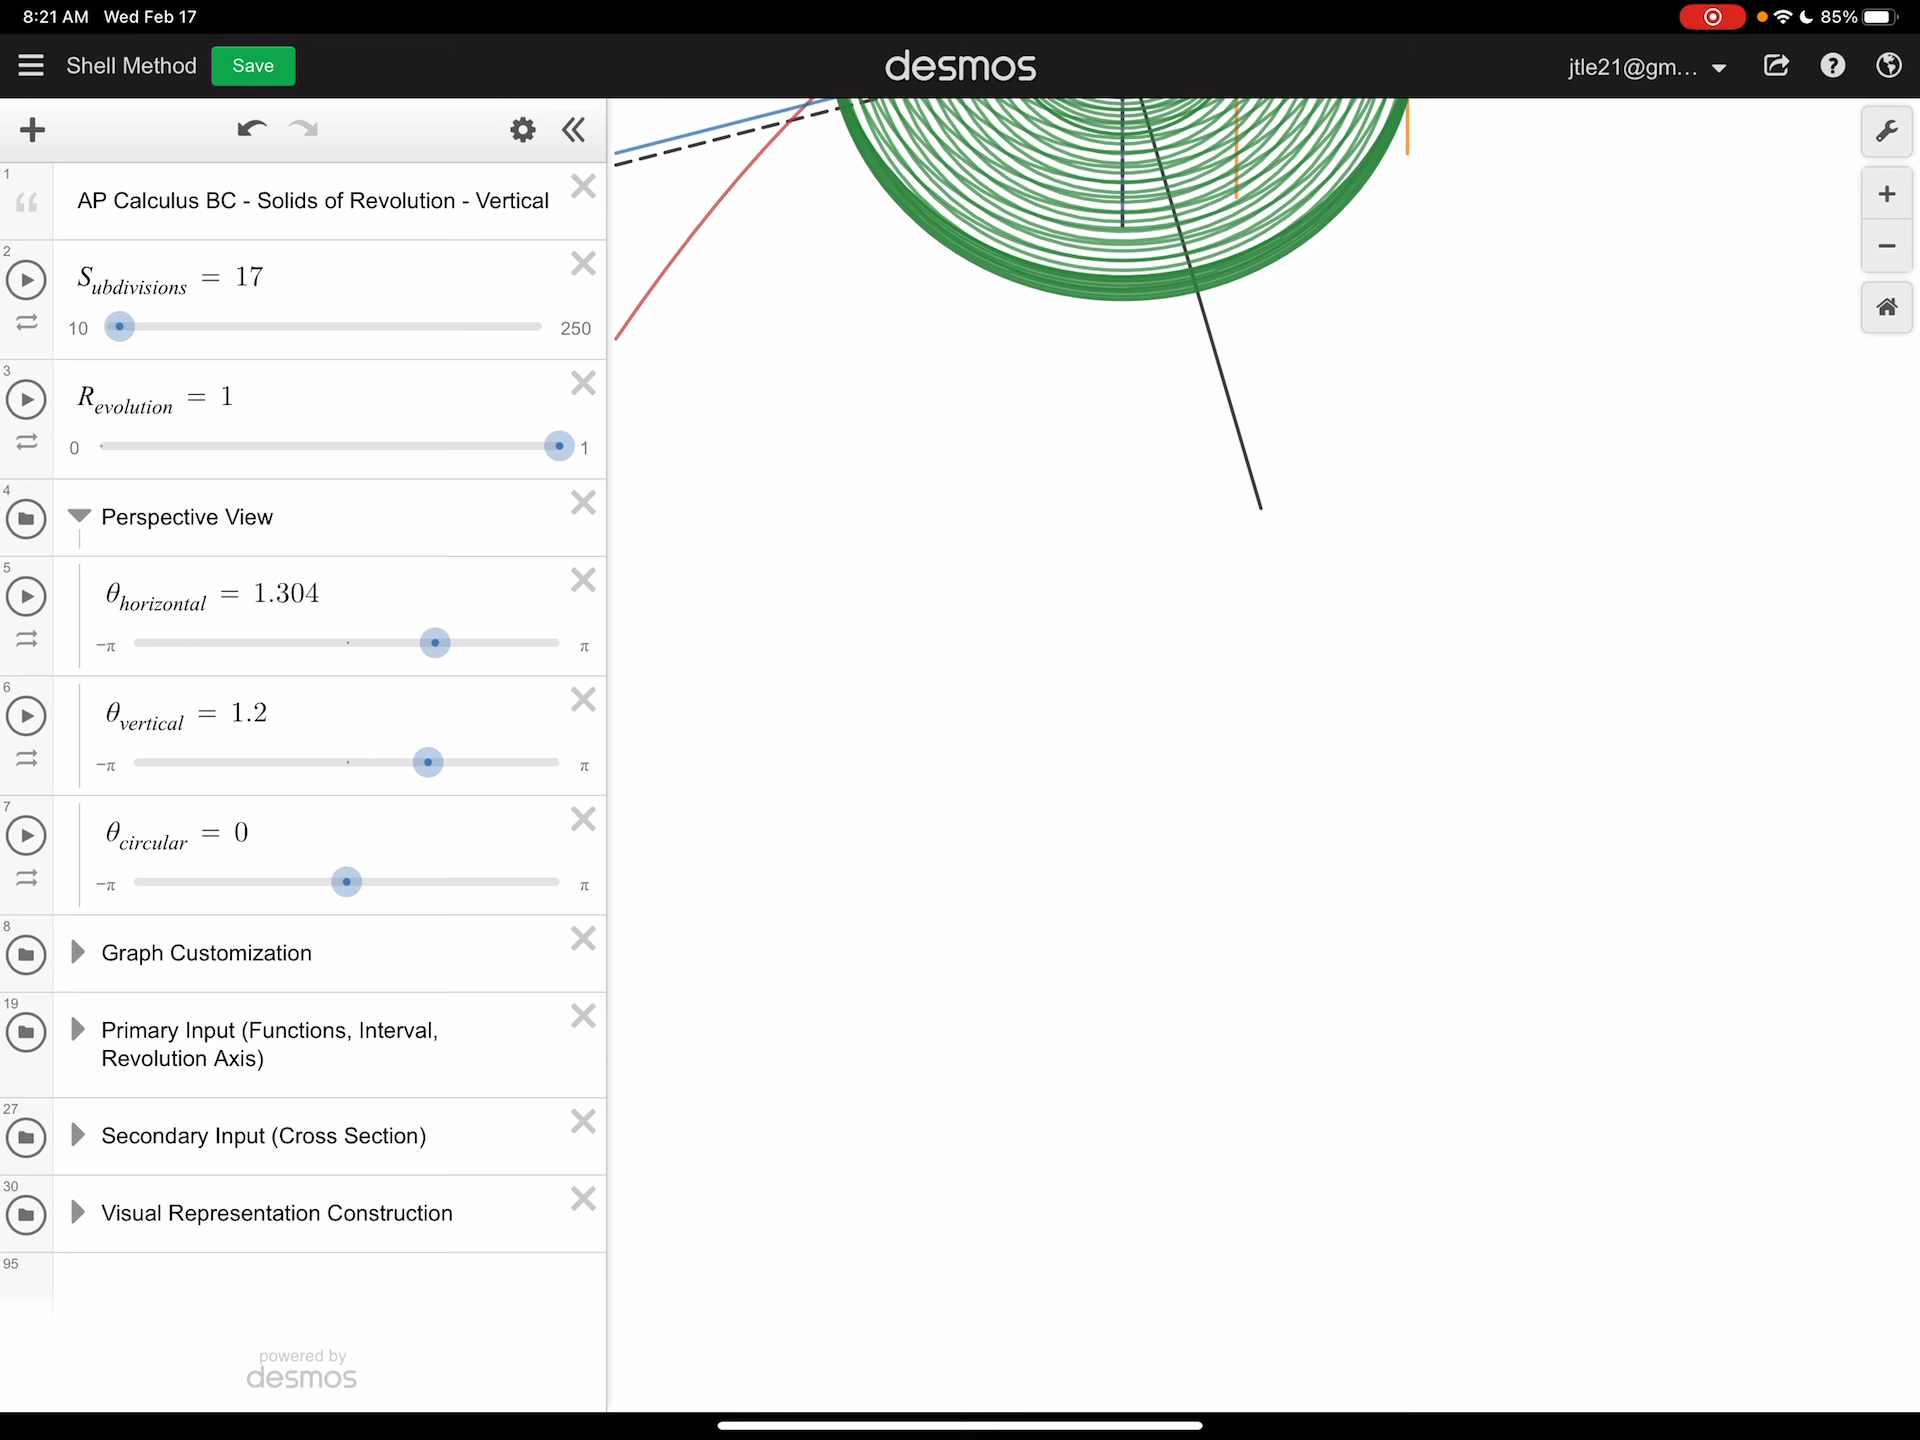 8:21 AM Wed Feb 17
85%
Shell Method Save desmos jtle21@gm... ?
1
AP Calculus BC - Solids of Revolution - Vertical
2
Subdivisions = 17
10 250
3
Revolution = 1
0 1
4
Perspective View
5
θhorizontal = 1.304
−π π
6
θvertical = 1.2
−π π
7
θcircular = 0
−π π
8
Graph Customization
19
Primary Input (Functions, Interval,
Revolution Axis)
27
Secondary Input (Cross Section)
30
Visual Representation Construction
95
powered by
desmos